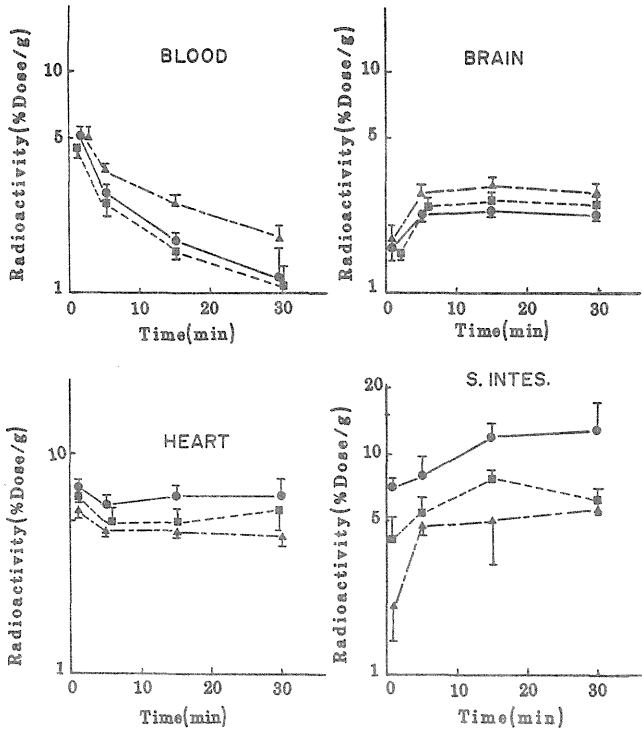 BLOOD
Radioactivity(%Dose/g)
10
5
1
0 10 20 30
Time(min)
BRAIN
Radioactivity(%Dose/g)
10
5
1
0 10 20 30
Time(min)
HEART
Radioactivity(%Dose/g)
10
1
0 10 20 30
Time(min)
S. INTES.
Radioactivity(%Dose/g)
20
10
5
1
0 10 20 30
Time(min)